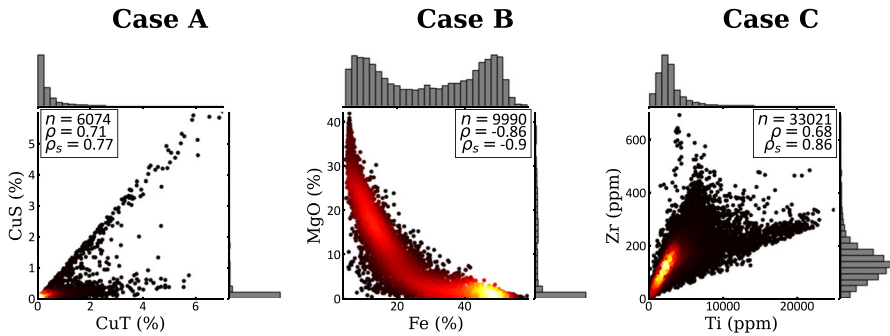 Case A
Case B
Case C
n = 6074
ρ = 0.71
ρs = 0.77
CuS (%)
5
4
3
2
1
0
0
2
4
6
CuT (%)
n = 9990
ρ = -0.86
ρs = -0.9
MgO (%)
40
30
20
10
0
20
40
Fe (%)
n = 33021
ρ = 0.68
ρs = 0.86
Zr (ppm)
600
400
200
0
0
10000
20000
Ti (ppm)